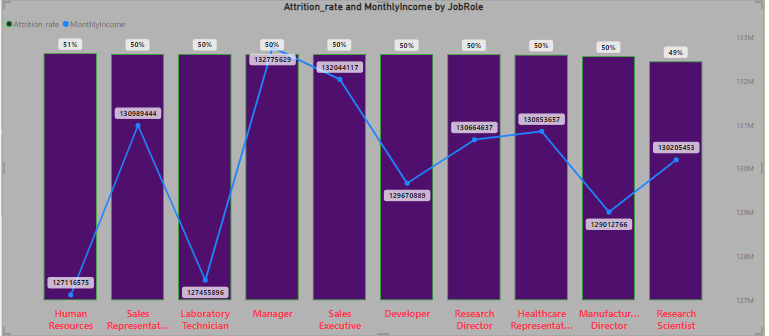 Attrition_rate and MonthlyIncome by JobRole
Attrition_rate MonthlyIncome
51% 50% 50% 50% 50% 50% 50% 50% 50% 49%
133M
132M
131M
130M
129M
128M
127M
127116575
130989444
127455896
132775629
132044117
129670889
130664637
130853657
129012766
130205453
Human
Resources
Sales
Representat...
Laboratory
Technician
Manager
Sales
Executive
Developer
Research
Director
Healthcare
Representat...
Manufactur...
Director
Research
Scientist